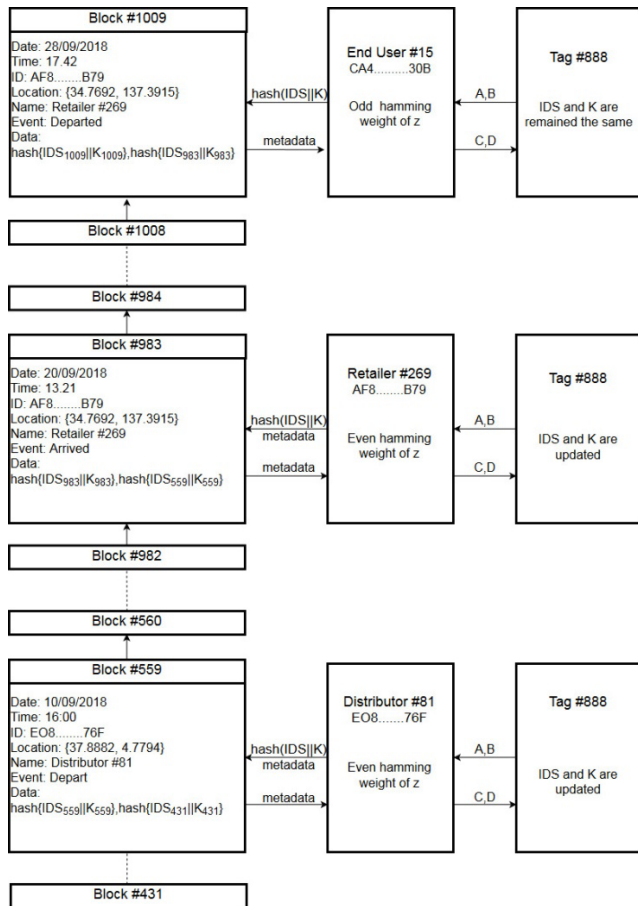 Block #1009
Date: 28/09/2018
Time: 17.42
ID: AF8........B79
Location: {34.7692, 137.3915}
Name: Retailer #269
Event: Departed
Data:
hash{IDS1009||K1009},hash{IDS983||K983}
hash(IDS||K)
metadata
End User #15
CA4..........30B
Odd hamming
weight of z
A,B
C,D
Tag #888
IDS and K are
remained the same
Block #1008
Block #984
Block #983
Date: 20/09/2018
Time: 13.21
ID: AF8........B79
Location: {34.7692, 137.3915}
Name: Retailer #269
Event: Arrived
Data:
hash{IDS983||K983},hash{IDS559||K559}
hash(IDS||K)
metadata
metadata
Retailer #269
AF8........B79
Even hamming
weight of z
A,B
C,D
Tag #888
IDS and K are
updated
Block #982
Block #560
Block #559
Date: 10/09/2018
Time: 16:00
ID: EO8........76F
Location: {37.8882, 4.7794}
Name: Distributor #81
Event: Depart
Data:
hash{IDS559||K559},hash{IDS431||K431}
hash(IDS||K)
metadata
metadata
Distributor #81
EO8.......76F
Even hamming
weight of z
A,B
C,D
Tag #888
IDS and K are
updated
Block #431